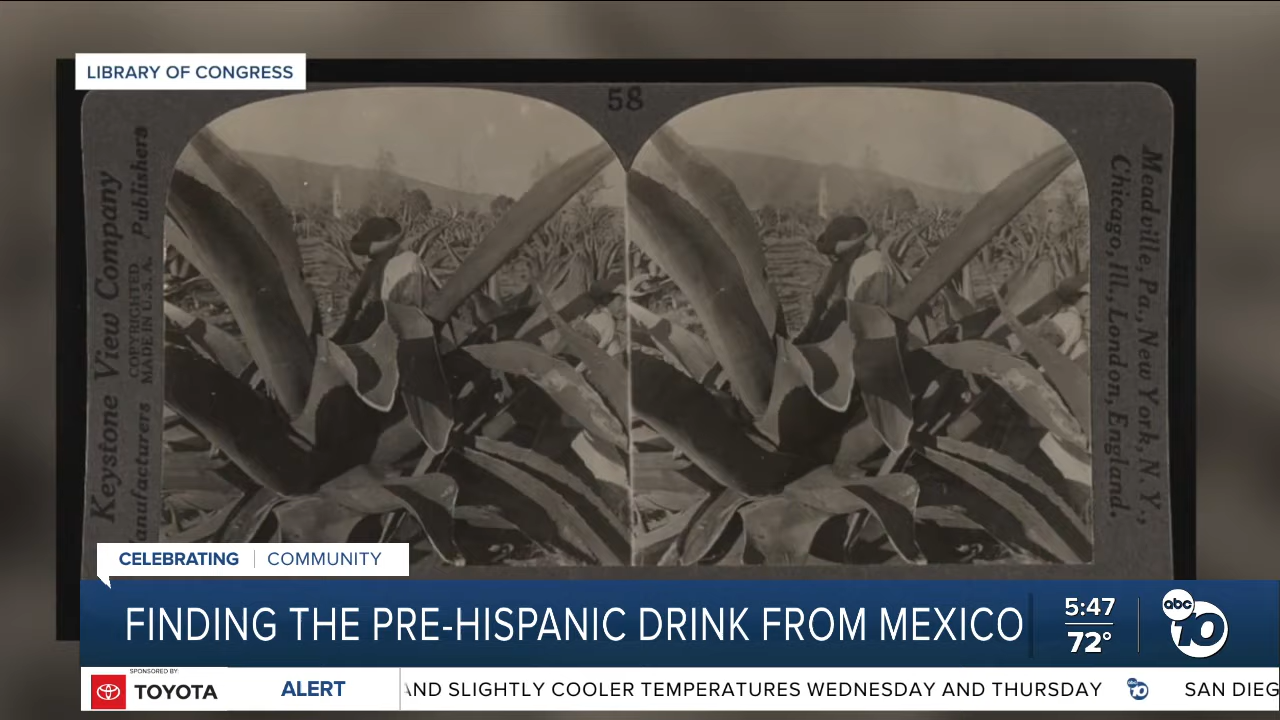 LIBRARY OF CONGRESS
58
Keystone View Company
COPYRIGHTED
MADE IN U.S.A.
Publishers
Meadville, Pa., New York, N.Y.,
Chicago, Ill., London, England.
CELEBRATING | COMMUNITY
FINDING THE PRE-HISPANIC DRINK FROM MEXICO
5:47
72°
abc
10
SPONSORED BY:
TOYOTA
ALERT
AND SLIGHTLY COOLER TEMPERATURES WEDNESDAY AND THURSDAY
abc 10
SAN DIEG